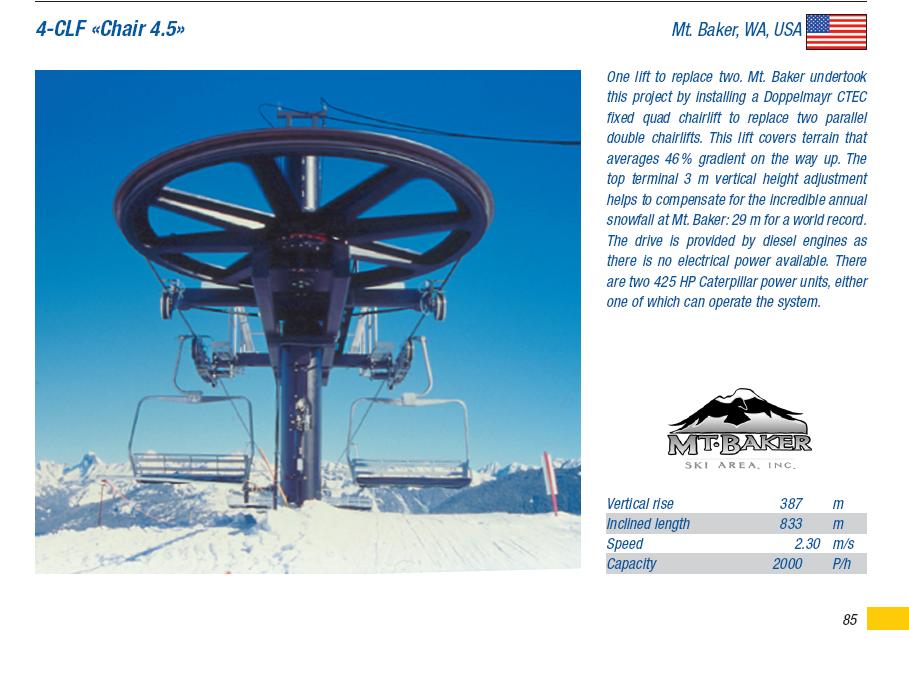 4-CLF «Chair 4.5»
Mt. Baker, WA, USA
One lift to replace two. Mt. Baker undertook
this project by installing a Doppelmayr CTEC
fixed quad chairlift to replace two parallel
double chairlifts. This lift covers terrain that
averages 46 % gradient on the way up. The
top terminal 3 m vertical height adjustment
helps to compensate for the incredible annual
snowfall at Mt. Baker: 29 m for a world record.
The drive is provided by diesel engines as
there is no electrical power available. There
are two 425 HP Caterpillar power units, either
one of which can operate the system.
MT·BAKER
SKI AREA, INC.
Vertical rise 387 m
Inclined length 833 m
Speed 2.30 m/s
Capacity 2000 P/h
85